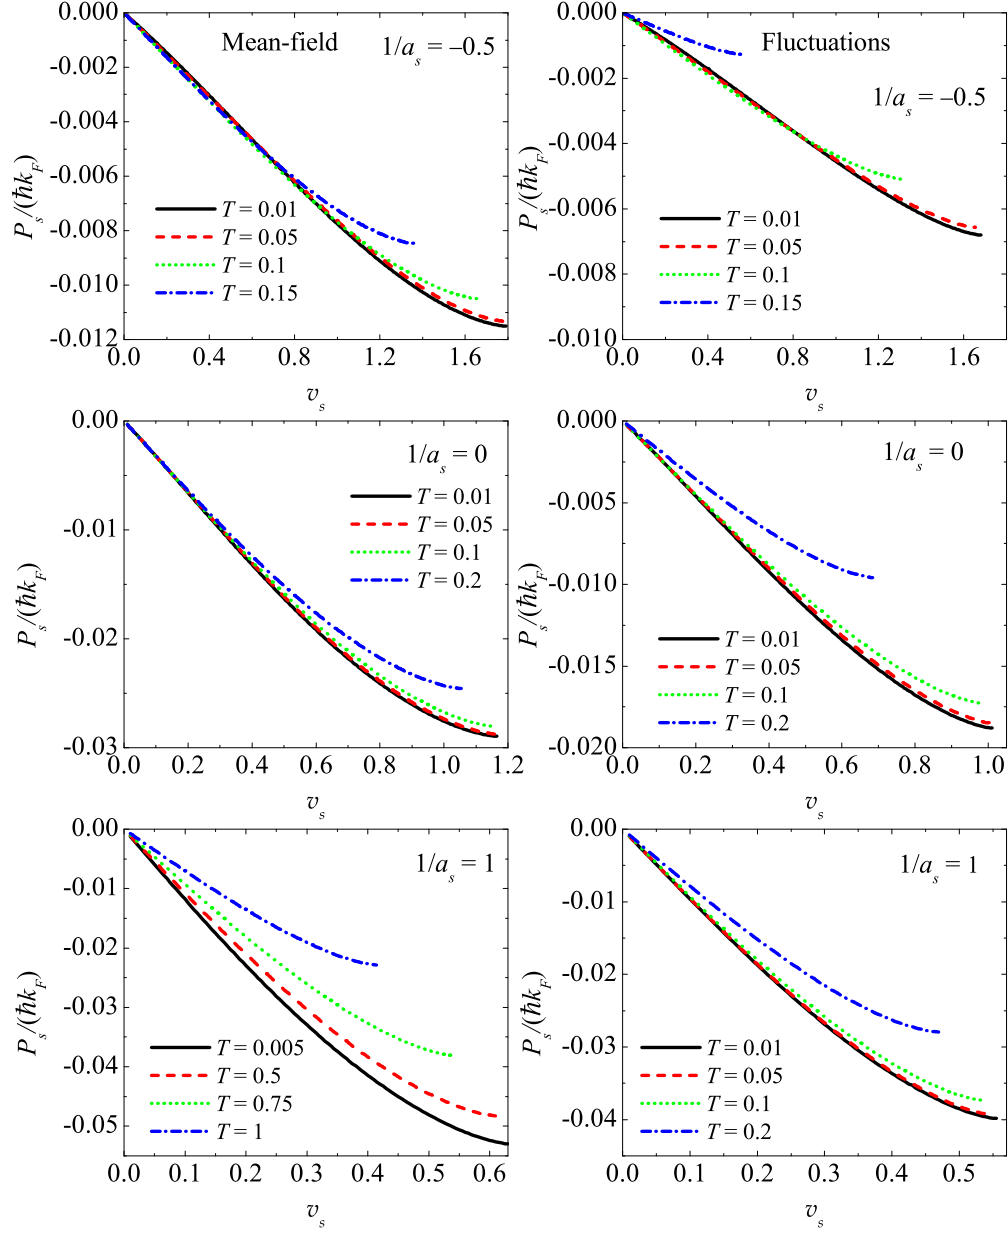 Mean-field
1/a_s = –0.5
P_s/(ħk_F)
0.000
-0.002
-0.004
-0.006
-0.008
-0.010
-0.012
T = 0.01
T = 0.05
T = 0.1
T = 0.15
0.0 0.4 0.8 1.2 1.6
v_s
Fluctuations
1/a_s = –0.5
P_s/(ħk_F)
0.000
-0.002
-0.004
-0.006
-0.008
-0.010
T = 0.01
T = 0.05
T = 0.1
T = 0.15
0.0 0.4 0.8 1.2 1.6
v_s
1/a_s = 0
P_s/(ħk_F)
0.00
-0.01
-0.02
-0.03
T = 0.01
T = 0.05
T = 0.1
T = 0.2
0.0 0.2 0.4 0.6 0.8 1.0 1.2
v_s
1/a_s = 0
P_s/(ħk_F)
0.000
-0.005
-0.010
-0.015
-0.020
T = 0.01
T = 0.05
T = 0.1
T = 0.2
0.0 0.2 0.4 0.6 0.8 1.0
v_s
1/a_s = 1
P_s/(ħk_F)
0.00
-0.01
-0.02
-0.03
-0.04
-0.05
T = 0.005
T = 0.5
T = 0.75
T = 1
0.0 0.1 0.2 0.3 0.4 0.5 0.6
v_s
1/a_s = 1
P_s/(ħk_F)
0.00
-0.01
-0.02
-0.03
-0.04
T = 0.01
T = 0.05
T = 0.1
T = 0.2
0.0 0.1 0.2 0.3 0.4 0.5
v_s